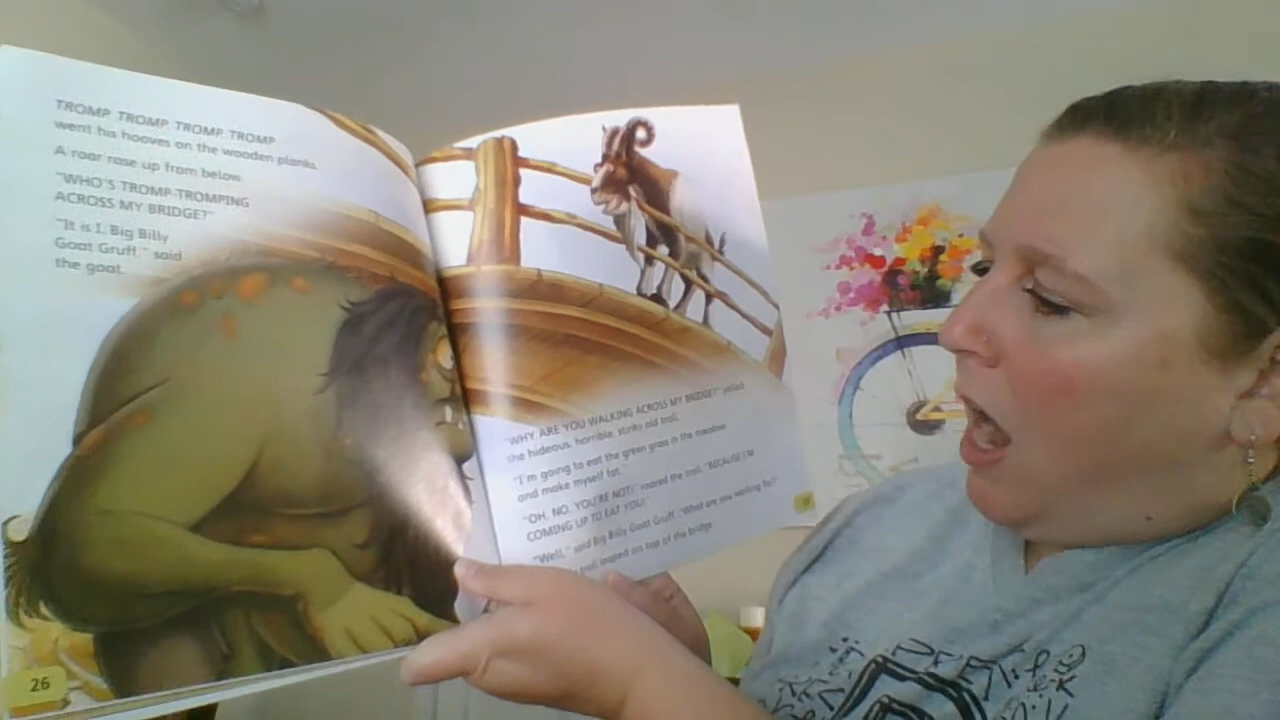 TROMP TROMP TROMP TROMP
went his hooves on the wooden planks.
A roar rose up from below.
"WHO'S TROMP-TROMPING
ACROSS MY BRIDGE?"
"It is I, Big Billy
Goat Gruff," said
the goat.
26
"WHY ARE YOU WALKING ACROSS MY BRIDGE?" yelled
the hideous, horrible, stinky old troll.
"I'm going to eat the green grass in the meadow
and make myself fat."
"OH, NO, YOU'RE NOT!" roared the troll. "BECAUSE I'M
COMING UP TO EAT YOU!"
"Well," said Big Billy Goat Gruff. "What are you waiting for?"
troll leaped on top of the bridge.